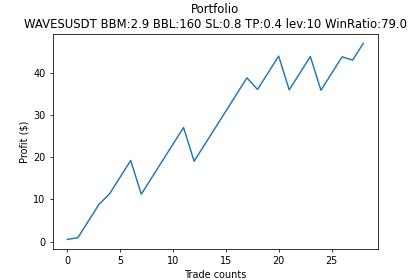 Portfolio
WAVESUSDT BBM:2.9 BBL:160 SL:0.8 TP:0.4 lev:10 WinRatio:79.0
Profit ($)
40
30
20
10
0
0 5 10 15 20 25
Trade counts